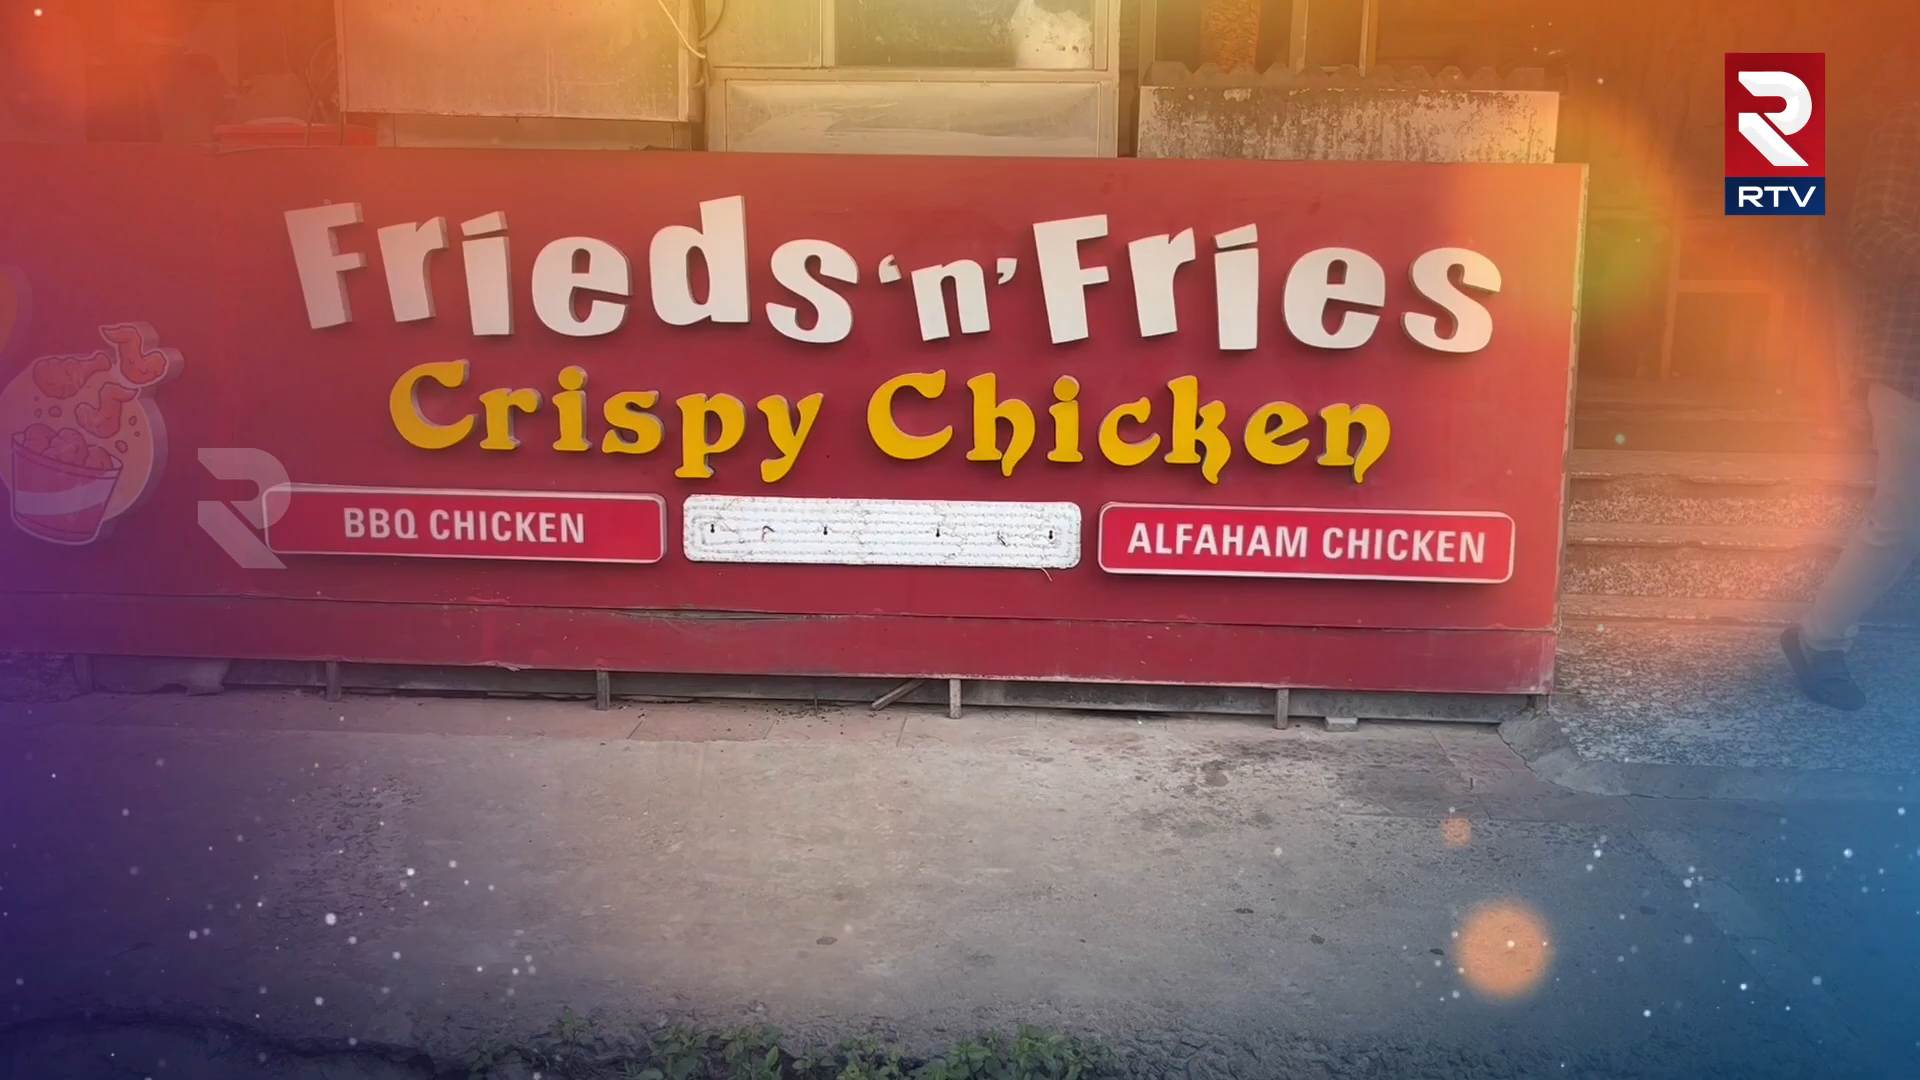 RTV
Frieds 'n' Fries
Crispy Chicken
BBQ CHICKEN
ALFAHAM CHICKEN